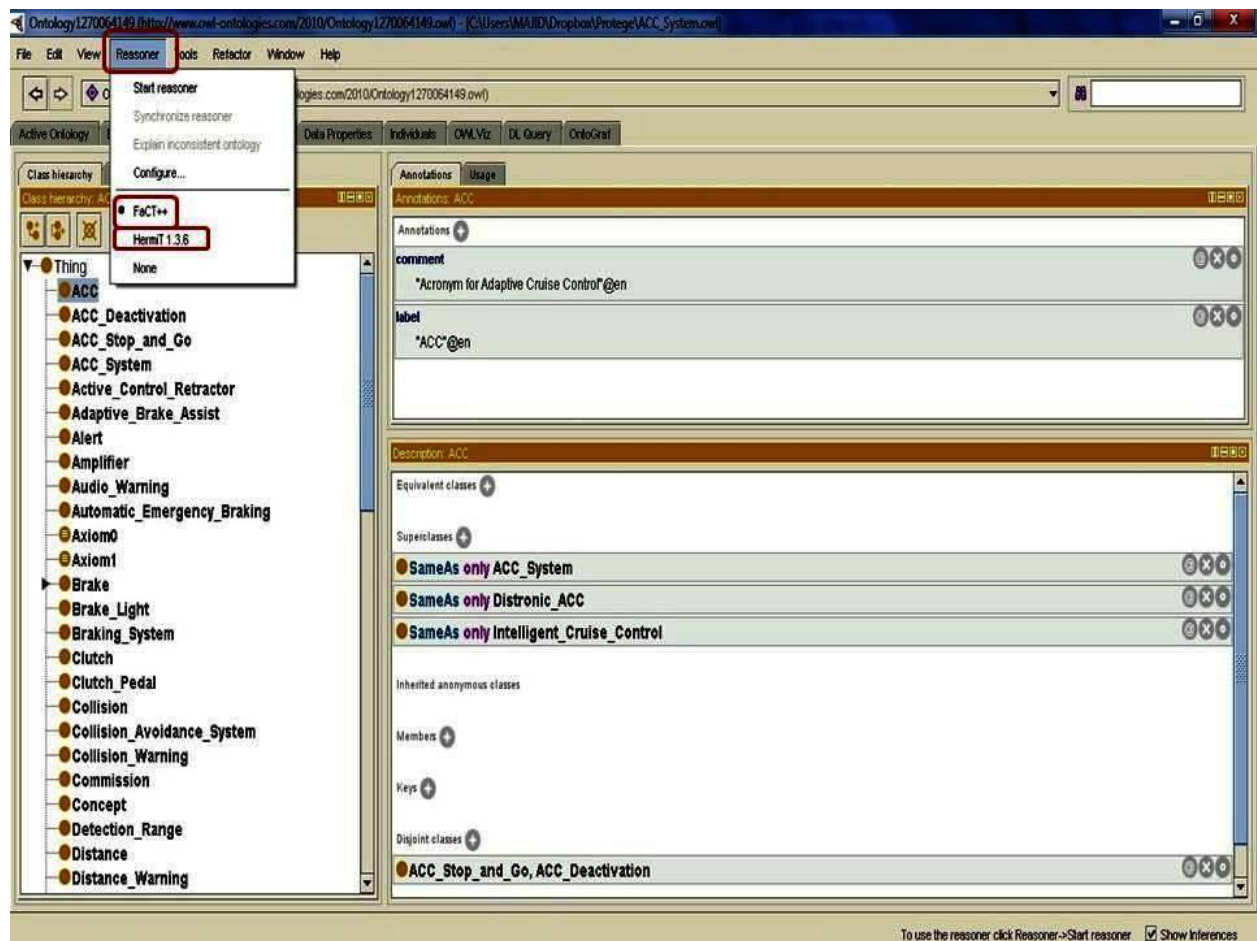 Ontology1270064149 (http://www.owl-ontologies.com/2010/Ontology1270064149.owl) - [C:\Users\MAJID\Dropbox\Protege\ACC_System.owl]
File Edit View Reasoner Tools Refactor Window Help
Start reasoner
Synchronize reasoner
Explain inconsistent ontology
Configure...
FaCT++
HermiT 1.3.6
None
logies.com/2010/Ontology1270064149.owl)
Active Ontology Data Properties Individuals OWLViz DL Query OntoGraf
Class hierarchy
Class hierarchy: AC
Thing
ACC
ACC_Deactivation
ACC_Stop_and_Go
ACC_System
Active_Control_Retractor
Adaptive_Brake_Assist
Alert
Amplifier
Audio_Warning
Automatic_Emergency_Braking
Axiom0
Axiom1
Brake
Brake_Light
Braking_System
Clutch
Clutch_Pedal
Collision
Collision_Avoidance_System
Collision_Warning
Commission
Concept
Detection_Range
Distance
Distance_Warning
Annotations Usage
Annotations: ACC
Annotations
comment
"Acronym for Adaptive Cruise Control"@en
label
"ACC"@en
Description: ACC
Equivalent classes
Superclasses
SameAs only ACC_System
SameAs only Distronic_ACC
SameAs only Intelligent_Cruise_Control
Inherited anonymous classes
Members
Keys
Disjoint classes
ACC_Stop_and_Go, ACC_Deactivation
To use the reasoner click Reasoner->Start reasoner Show Inferences